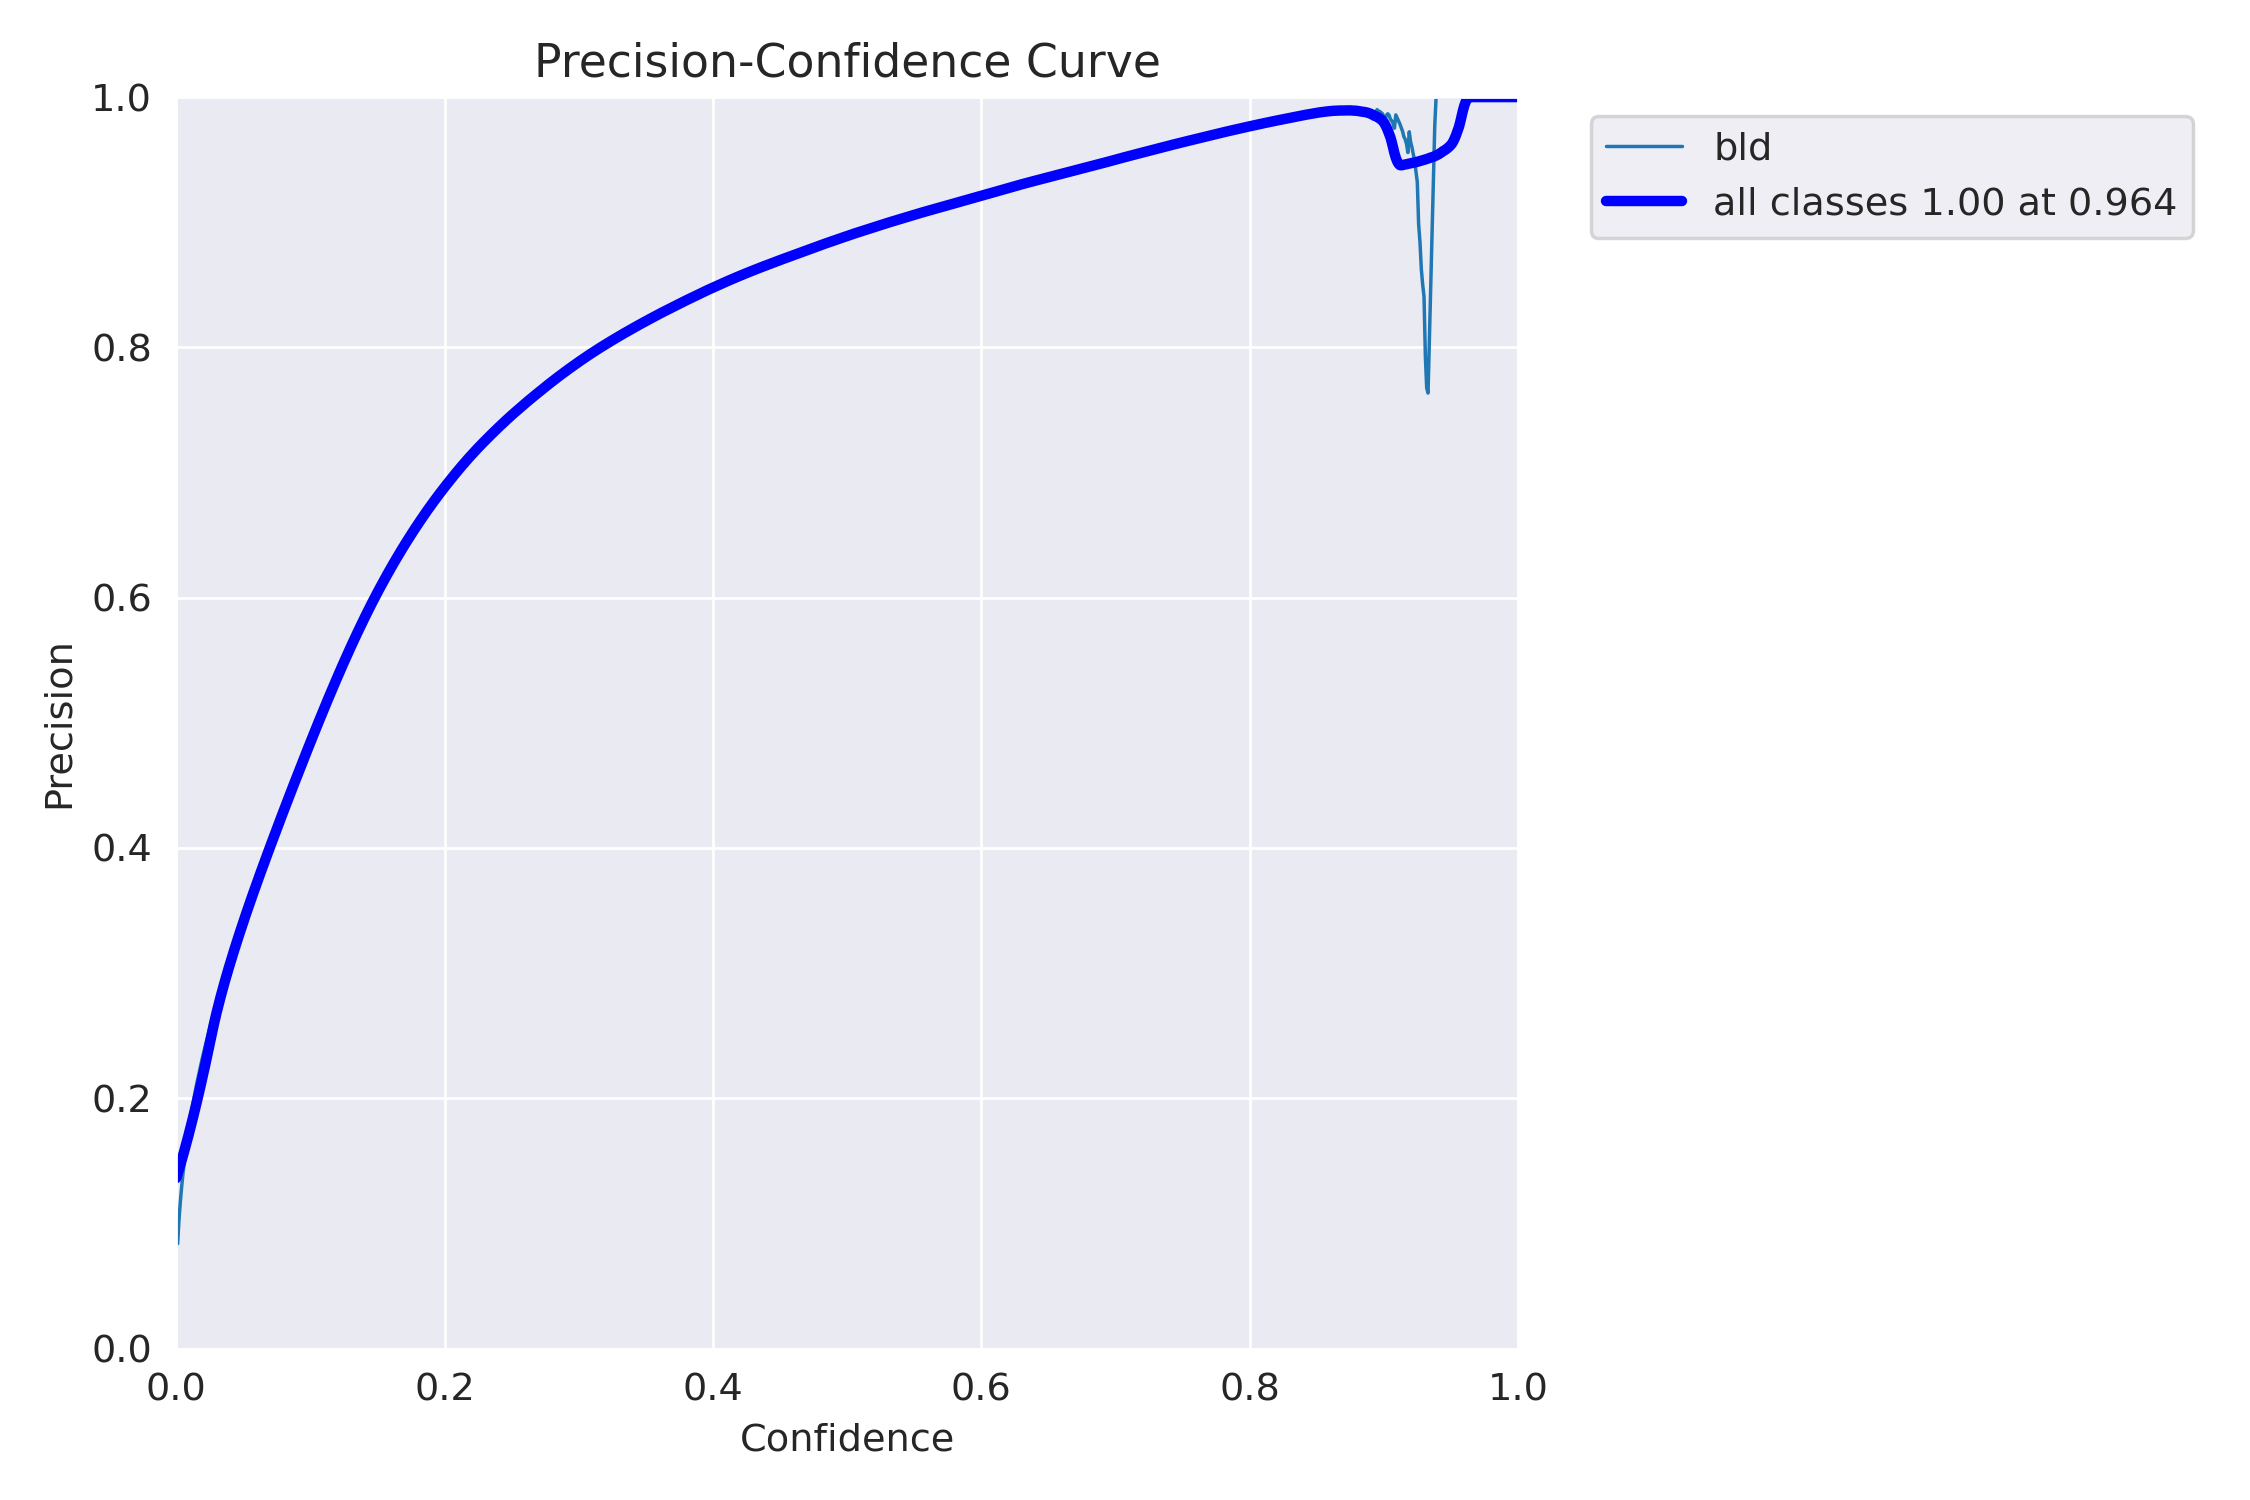 Precision-Confidence Curve
1.0
0.8
0.6
0.4
0.2
0.0
Precision
0.0 0.2 0.4 0.6 0.8 1.0
Confidence
bld
all classes 1.00 at 0.964